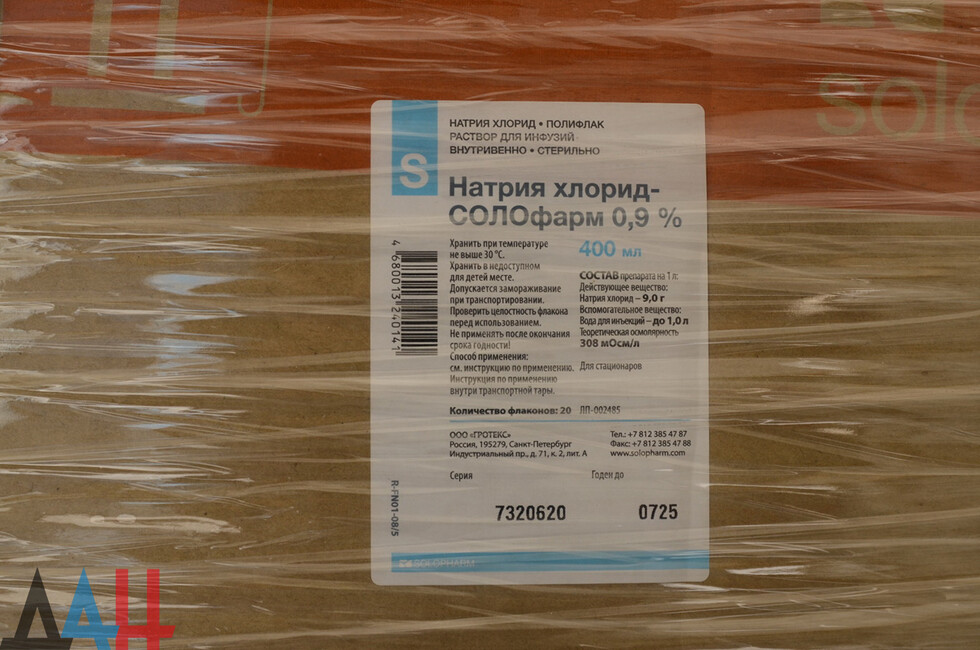 solo
S
НАТРИЯ ХЛОРИД • ПОЛИФЛАК
РАСТВОР ДЛЯ ИНФУЗИЙ
ВНУТРИВЕННО • СТЕРИЛЬНО
Натрия хлорид-
СОЛОфарм 0,9 %
400 мл
Хранить при температуре
не выше 30 °С.
Хранить в недоступном
для детей месте.
Допускается замораживание
при транспортировании.
Проверить целостность флакона
перед использованием.
Не применять после окончания
срока годности!
Способ применения:
см. инструкцию по применению.
Инструкция по применению
внутри транспортной тары.
СОСТАВ препарата на 1 л:
Действующее вещество:
Натрия хлорид – 9,0 г
Вспомогательное вещество:
Вода для инъекций – до 1,0 л
Теоретическая осмолярность
308 мОсм/л
Для стационаров
4 680013 240141
Количество флаконов: 20 ЛП-002485
ООО «ГРОТЕКС»
Россия, 195279, Санкт-Петербург
Индустриальный пр., д. 71, к. 2, лит. А
Тел.: +7 812 385 47 87
Факс: +7 812 385 47 88
www.solopharm.com
Серия Годен до
7320620 0725
R-FN01-08/5
SOLOPHARM
ДАН